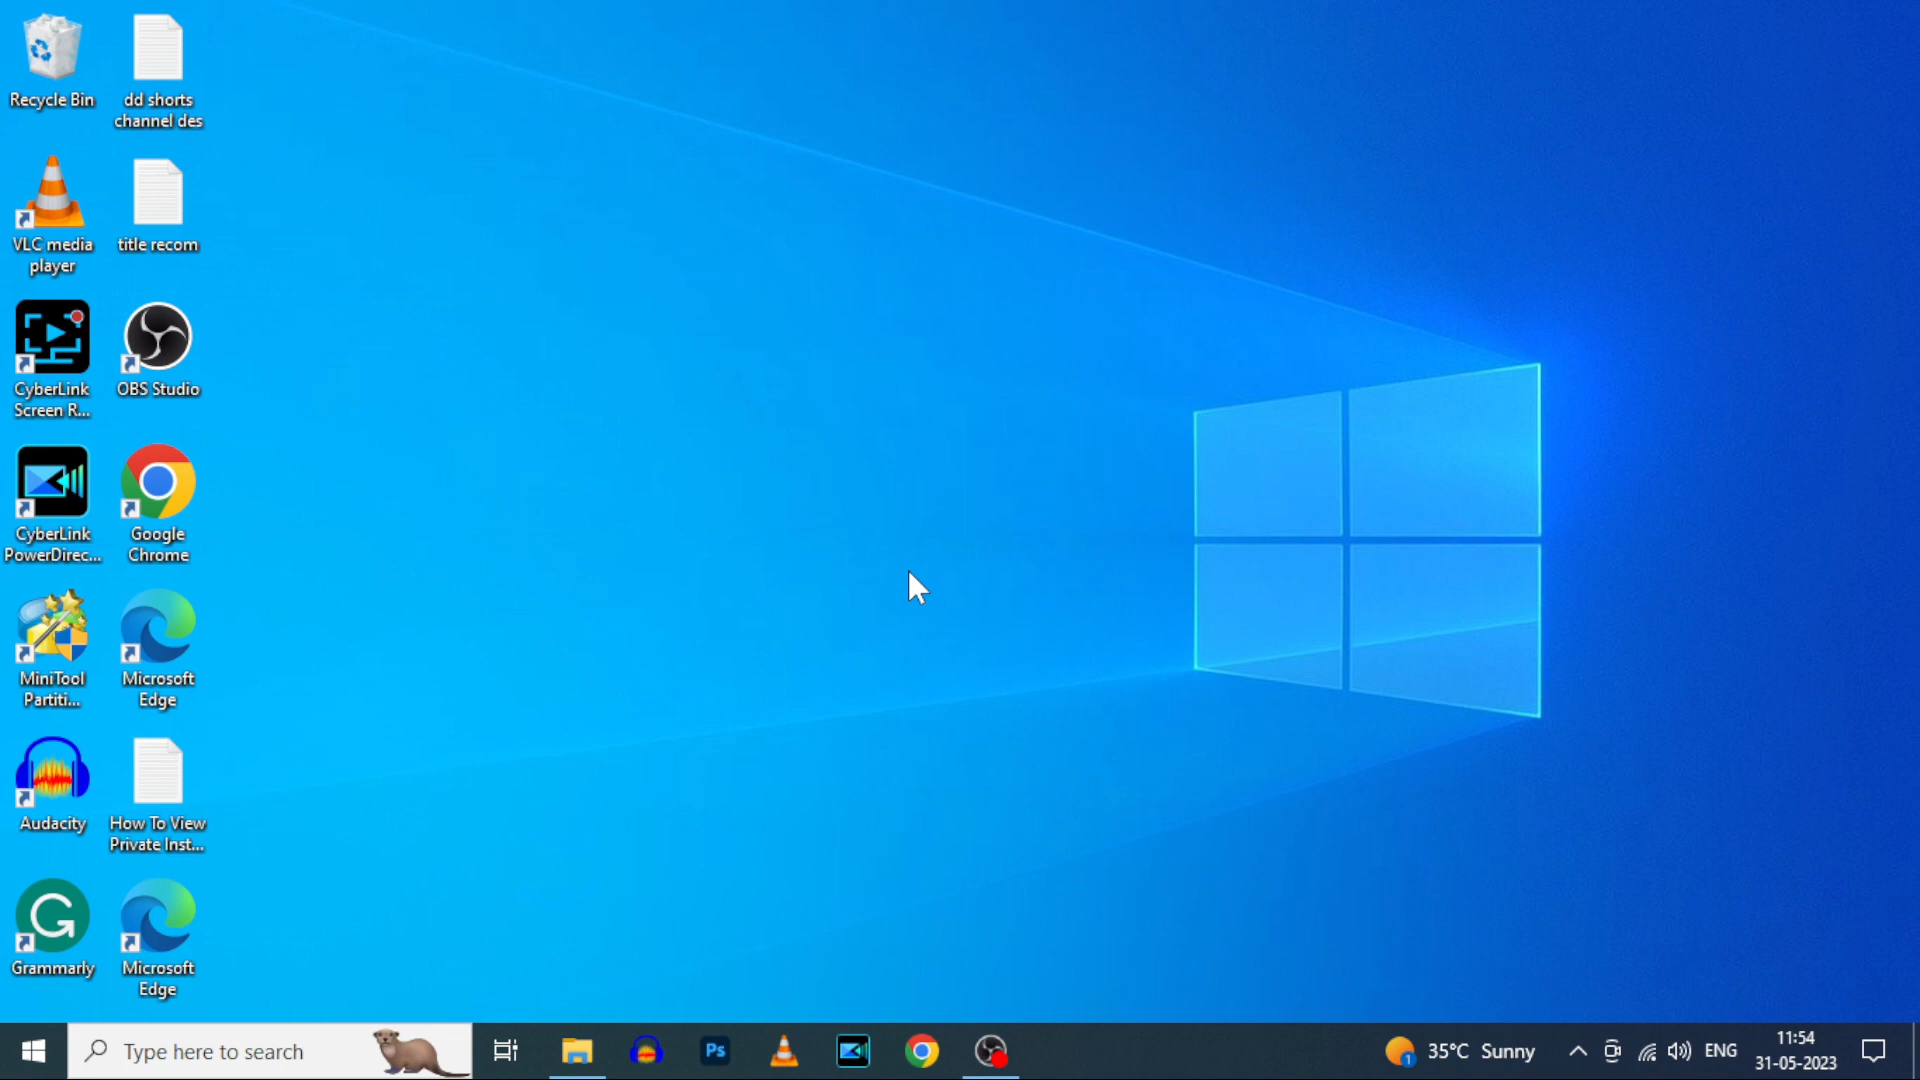 Recycle Bin
dd shorts
channel des
VLC media
player
title recom
CyberLink
Screen R...
OBS Studio
CyberLink
PowerDirec...
Google
Chrome
MiniTool
Partiti...
Microsoft
Edge
Audacity
How To View
Private Inst...
Grammarly
Microsoft
Edge
Type here to search
Ps
1
35°C Sunny
ENG
11:54
31-05-2023